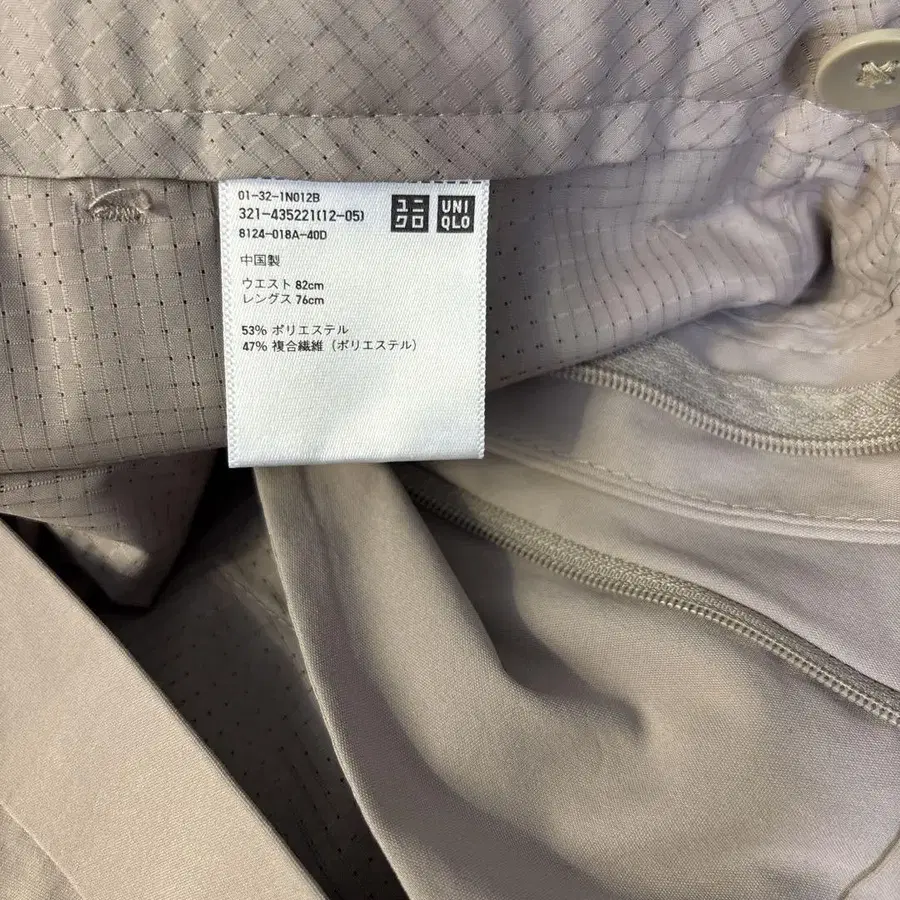 01-32-1N012B
321-435221(12-05)
8124-018A-40D
ユニクロ
UNIQLO
中国製
ウエスト 82cm
レングス 76cm
53% ポリエステル
47% 複合繊維（ポリエステル）